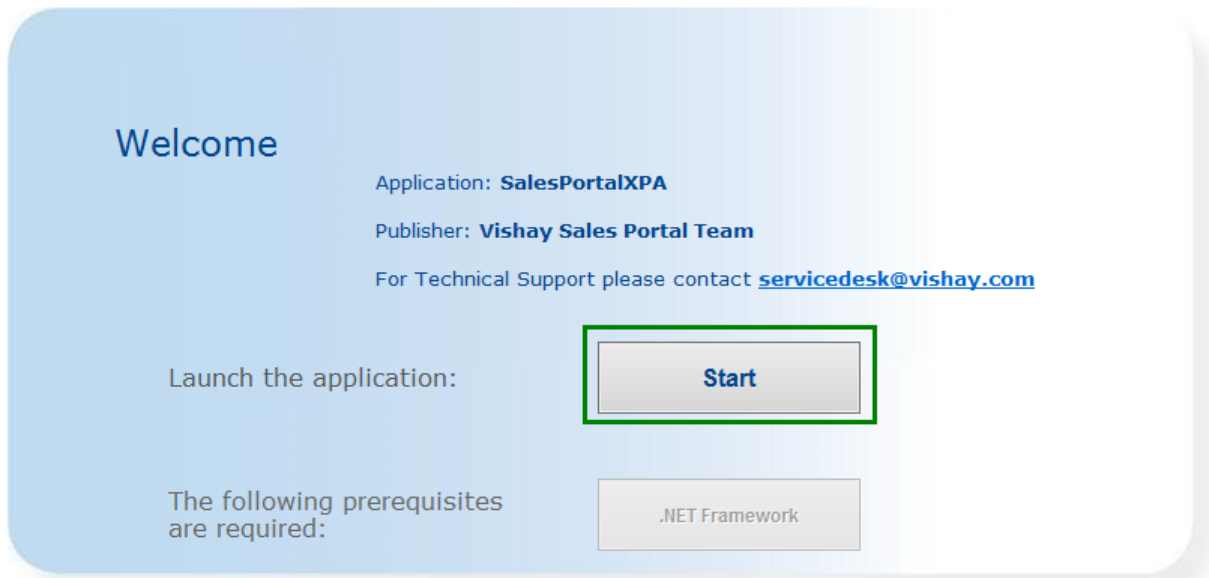 Welcome
Application: SalesPortalXPA
Publisher: Vishay Sales Portal Team
For Technical Support please contact servicedesk@vishay.com
Launch the application:
Start
The following prerequisites
are required:
.NET Framework